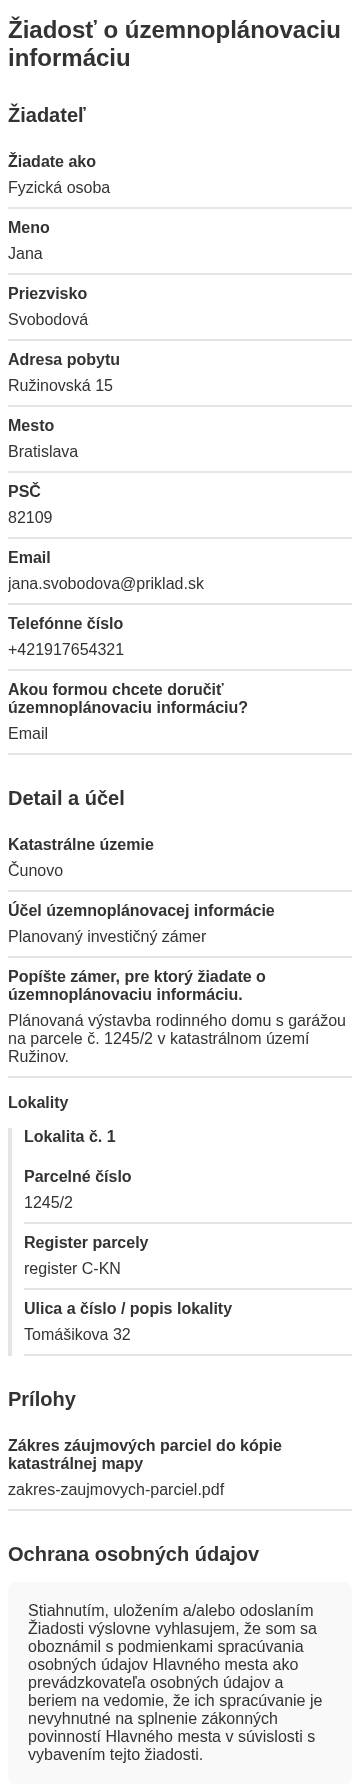 Žiadosť o územnoplánovaciu
informáciu
Žiadateľ
Žiadate ako
Fyzická osoba
Meno
Jana
Priezvisko
Svobodová
Adresa pobytu
Ružinovská 15
Mesto
Bratislava
PSČ
82109
Email
jana.svobodova@priklad.sk
Telefónne číslo
+421917654321
Akou formou chcete doručiť
územnoplánovaciu informáciu?
Email
Detail a účel
Katastrálne územie
Čunovo
Účel územnoplánovacej informácie
Planovaný investičný zámer
Popíšte zámer, pre ktorý žiadate o
územnoplánovaciu informáciu.
Plánovaná výstavba rodinného domu s garážou
na parcele č. 1245/2 v katastrálnom území
Ružinov.
Lokality
Lokalita č. 1
Parcelné číslo
1245/2
Register parcely
register C-KN
Ulica a číslo / popis lokality
Tomášikova 32
Prílohy
Zákres záujmových parciel do kópie
katastrálnej mapy
zakres-zaujmovych-parciel.pdf
Ochrana osobných údajov
Stiahnutím, uložením a/alebo odoslaním
Žiadosti výslovne vyhlasujem, že som sa
oboznámil s podmienkami spracúvania
osobných údajov Hlavného mesta ako
prevádzkovateľa osobných údajov a
beriem na vedomie, že ich spracúvanie je
nevyhnutné na splnenie zákonných
povinností Hlavného mesta v súvislosti s
vybavením tejto žiadosti.